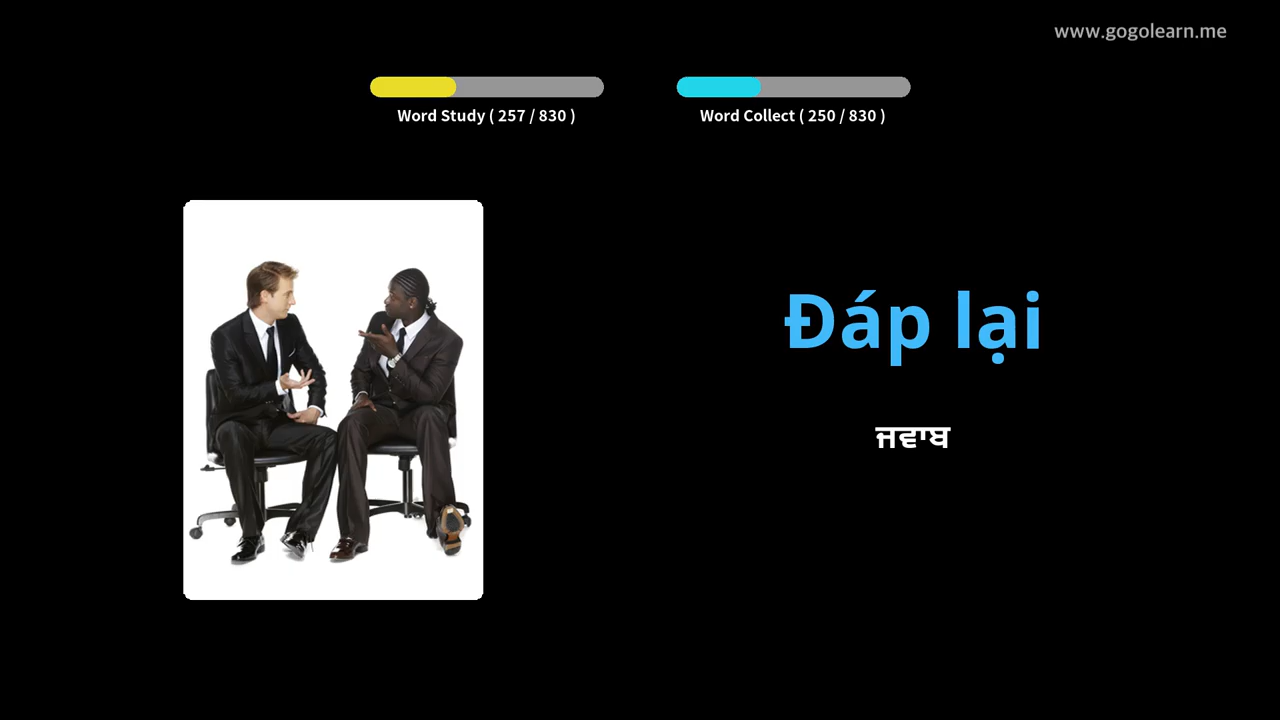 www.gogolearn.me
Word Study ( 257 / 830 )
Word Collect ( 250 / 830 )
Đáp lại
ਜਵਾਬ